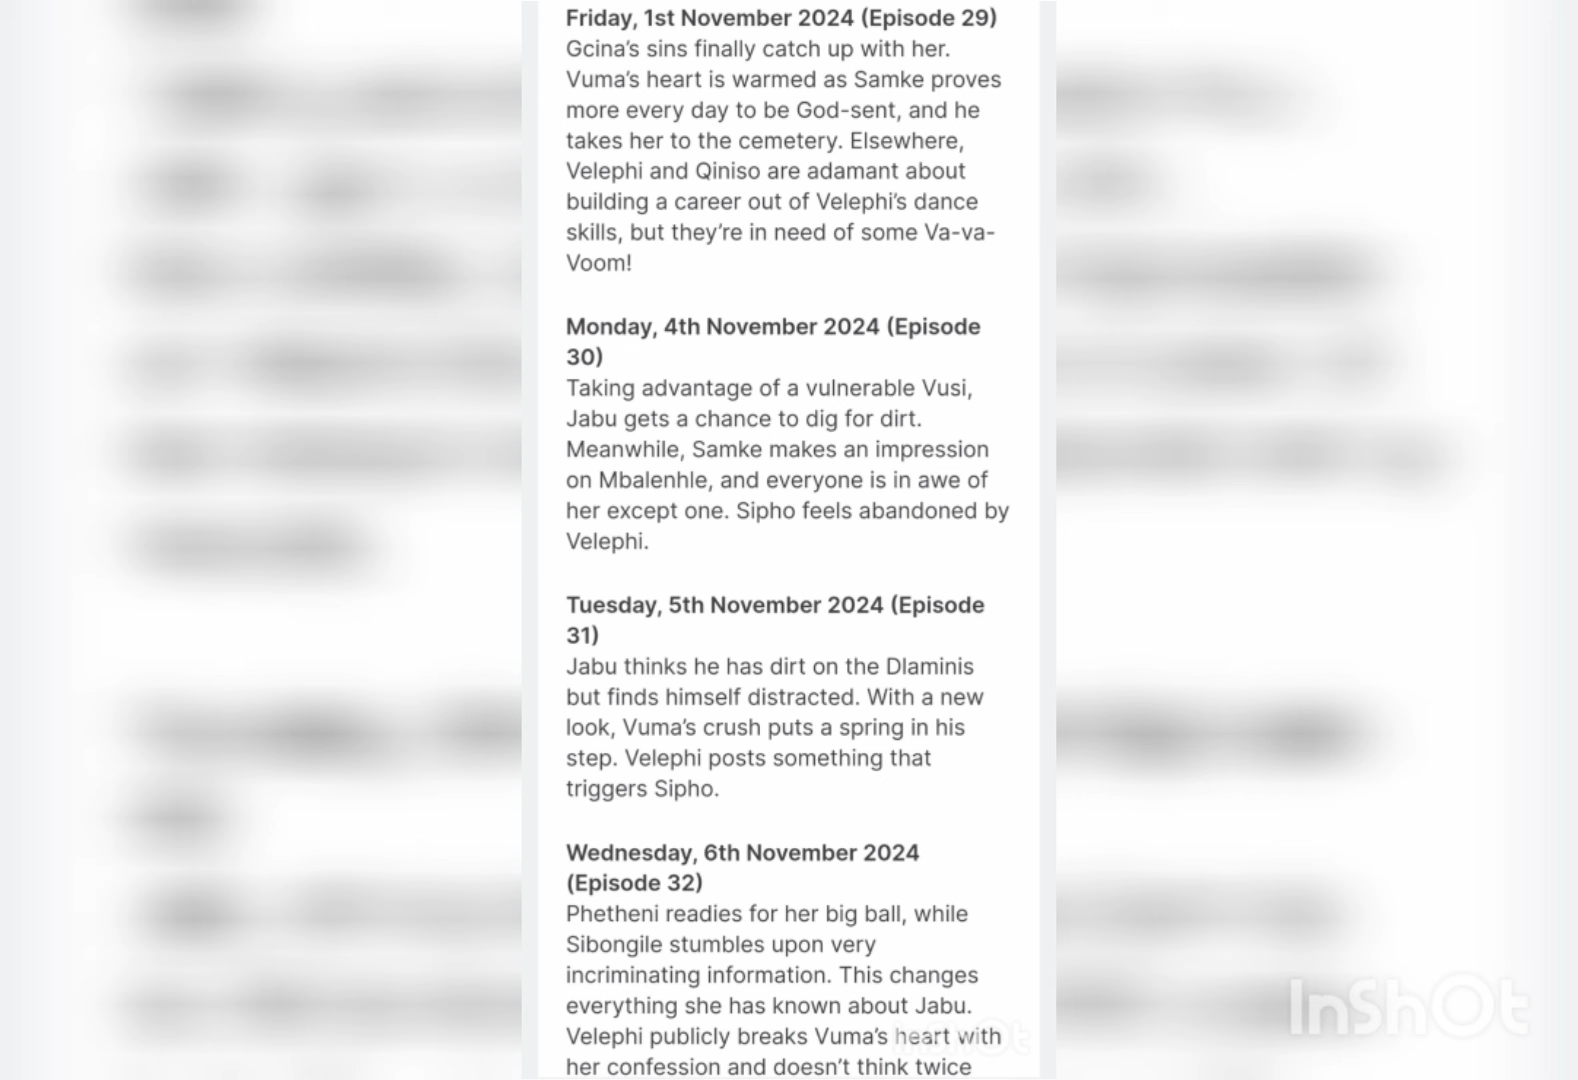 Friday, 1st November 2024 (Episode 29)
Gcina’s sins finally catch up with her.
Vuma’s heart is warmed as Samke proves
more every day to be God-sent, and he
takes her to the cemetery. Elsewhere,
Velephi and Qiniso are adamant about
building a career out of Velephi’s dance
skills, but they’re in need of some Va-va-
Voom!
Monday, 4th November 2024 (Episode
30)
Taking advantage of a vulnerable Vusi,
Jabu gets a chance to dig for dirt.
Meanwhile, Samke makes an impression
on Mbalenhle, and everyone is in awe of
her except one. Sipho feels abandoned by
Velephi.
Tuesday, 5th November 2024 (Episode
31)
Jabu thinks he has dirt on the Dlaminis
but finds himself distracted. With a new
look, Vuma’s crush puts a spring in his
step. Velephi posts something that
triggers Sipho.
Wednesday, 6th November 2024
(Episode 32)
Phetheni readies for her big ball, while
Sibongile stumbles upon very
incriminating information. This changes
everything she has known about Jabu.
Velephi publicly breaks Vuma’s heart with
her confession and doesn’t think twice
InShOt
InShOt